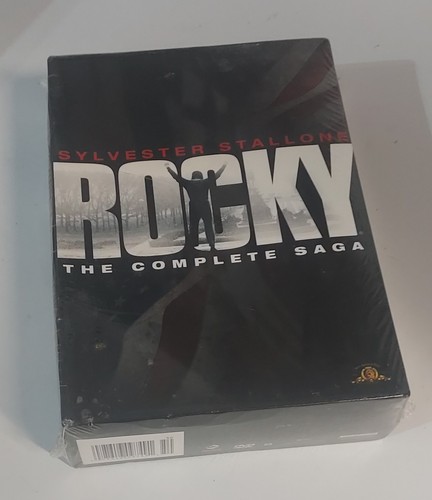 SYLVESTER STALLONE
ROCKY
THE COMPLETE SAGA